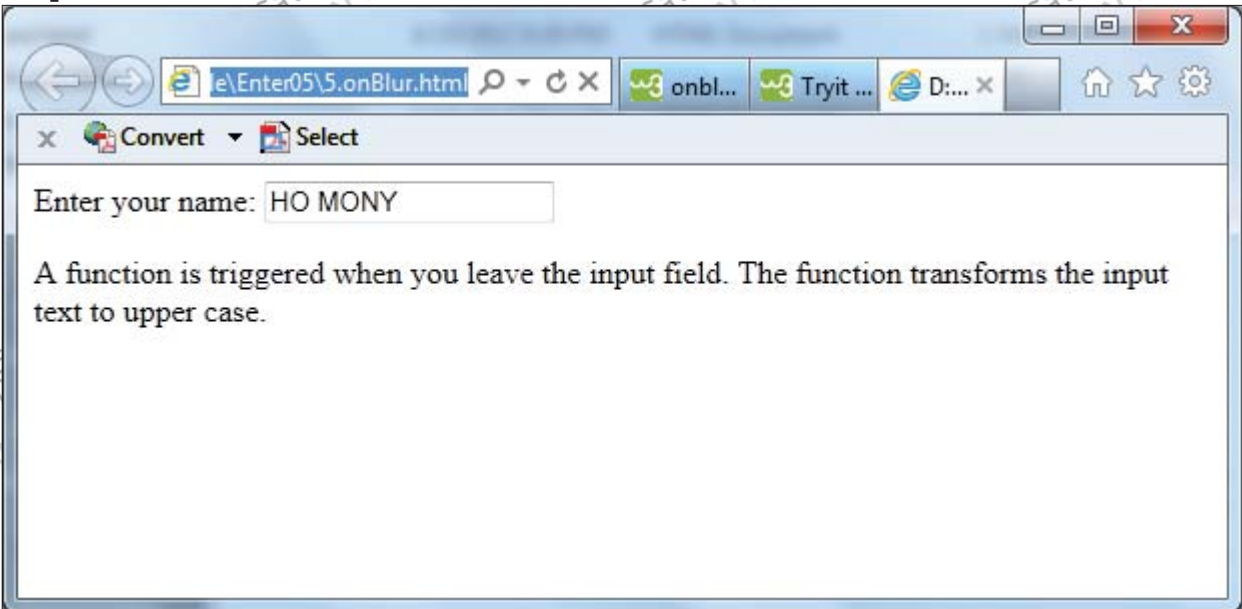 le\Enter05\5.onBlur.html
onbl...
Tryit ...
D:...
Convert
Select
Enter your name: HO MONY
A function is triggered when you leave the input field. The function transforms the input
text to upper case.